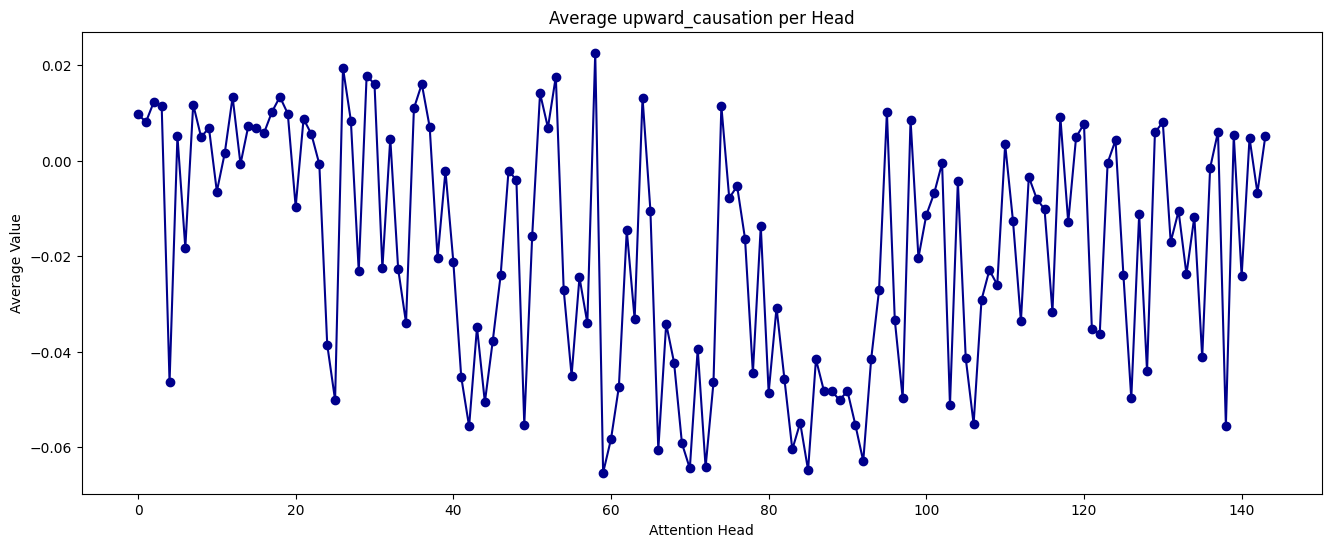 Average upward_causation per Head
0.02
0.00
−0.02
−0.04
−0.06
Average Value
0 20 40 60 80 100 120 140
Attention Head